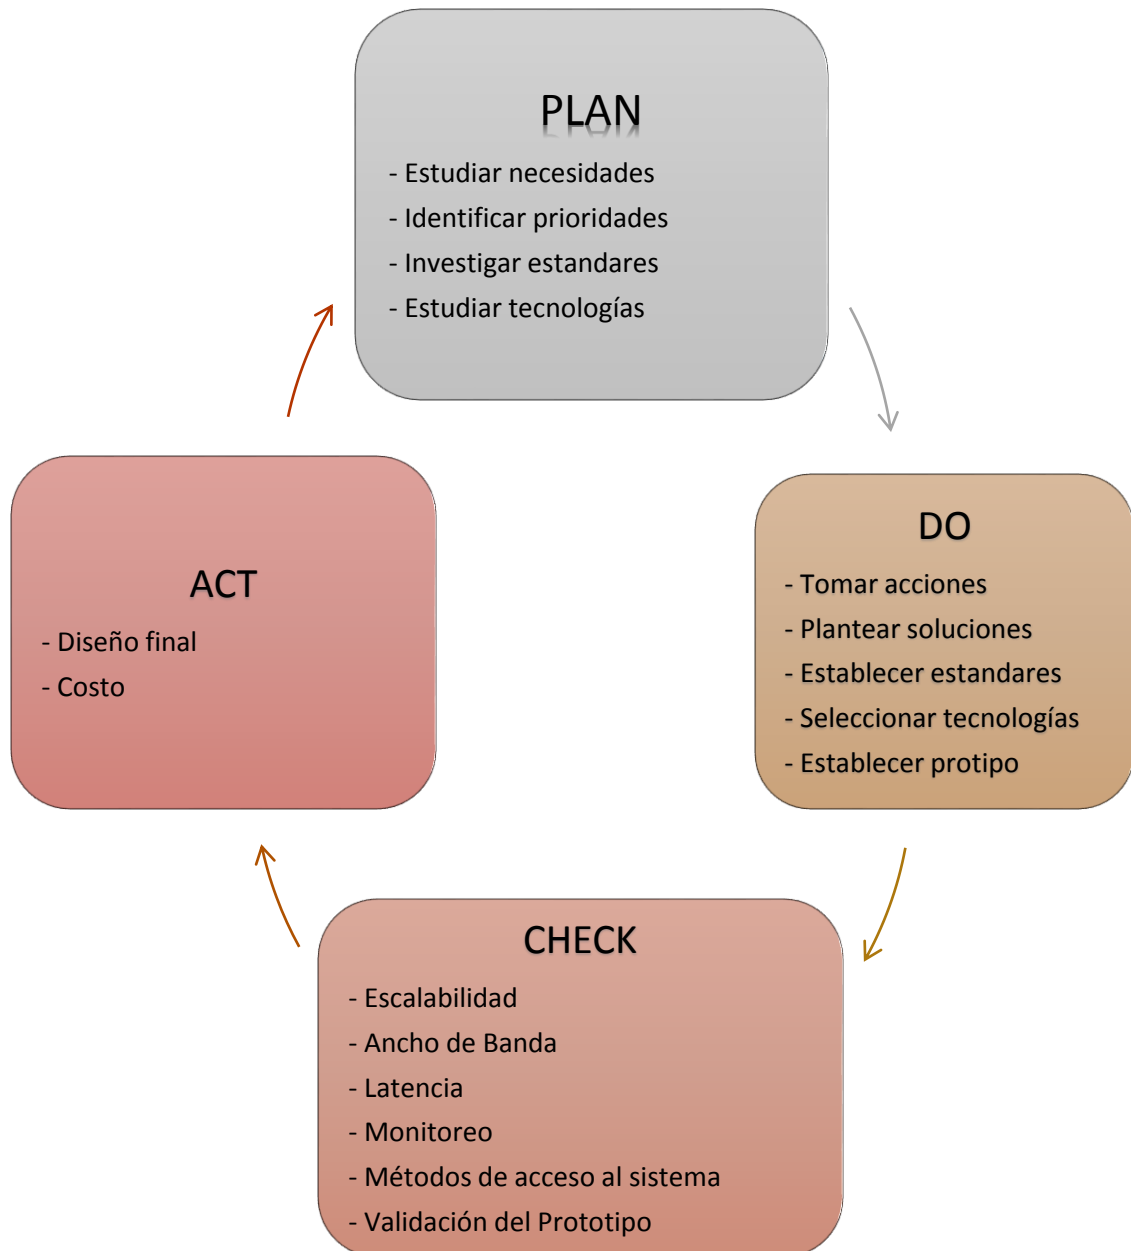 PLAN
- Estudiar necesidades
- Identificar prioridades
- Investigar estandares
- Estudiar tecnologías
DO
- Tomar acciones
- Plantear soluciones
- Establecer estandares
- Seleccionar tecnologías
- Establecer protipo
CHECK
- Escalabilidad
- Ancho de Banda
- Latencia
- Monitoreo
- Métodos de acceso al sistema
- Validación del Prototipo
ACT
- Diseño final
- Costo